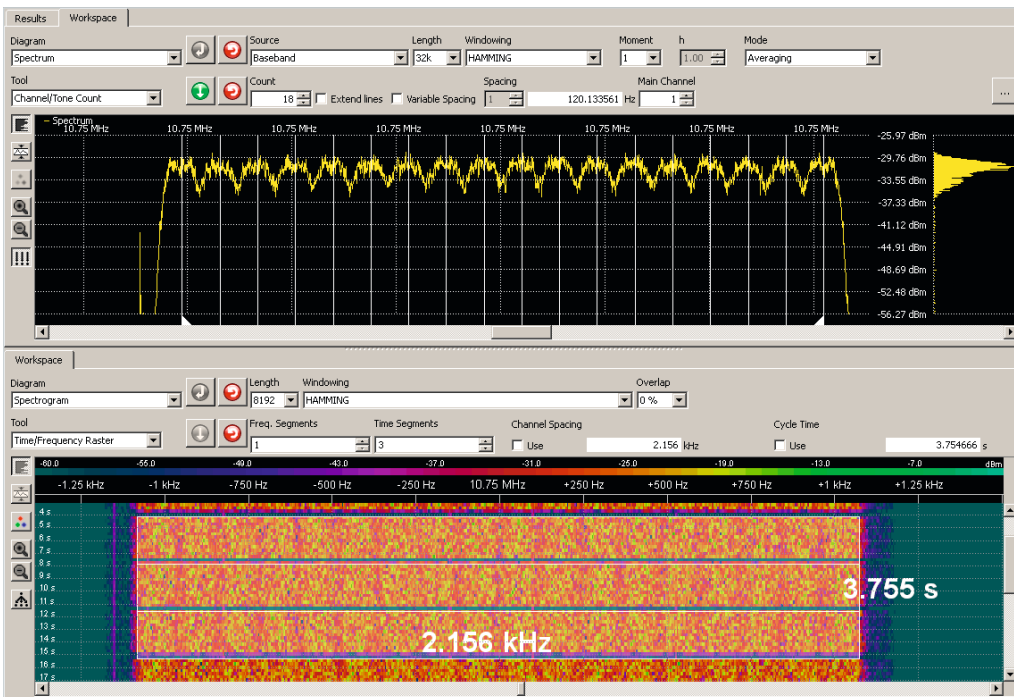 Results Workspace
Diagram Source Length Windowing Moment h Mode
Spectrum Baseband 32k HAMMING 1 1.00 Averaging
Tool Count Spacing Main Channel
Channel/Tone Count 18 Extend lines Variable Spacing 1 120.133561 Hz 1 ...
Spectrum
10.75 MHz 10.75 MHz 10.75 MHz 10.75 MHz 10.75 MHz 10.75 MHz 10.75 MHz 10.75 MHz
-25.97 dBm
-29.76 dBm
-33.55 dBm
-37.33 dBm
-41.12 dBm
-44.91 dBm
-48.69 dBm
-52.48 dBm
-56.27 dBm
Workspace
Diagram Length Windowing Overlap
Spectrogram 8192 HAMMING 0 %
Tool Freq. Segments Time Segments Channel Spacing Cycle Time
Time/Frequency Raster 1 3 Use 2.156 kHz Use 3.754666 s
-60.0 -55.0 -49.0 -43.0 -37.0 -31.0 -25.0 -19.0 -13.0 -7.0 dBm
-1.25 kHz -1 kHz -750 Hz -500 Hz -250 Hz 10.75 MHz +250 Hz +500 Hz +750 Hz +1 kHz +1.25 kHz
4 s
5 s
6 s
7 s
8 s
9 s
10 s
3.755 s
11 s
12 s
13 s
14 s
2.156 kHz
15 s
16 s
17 s